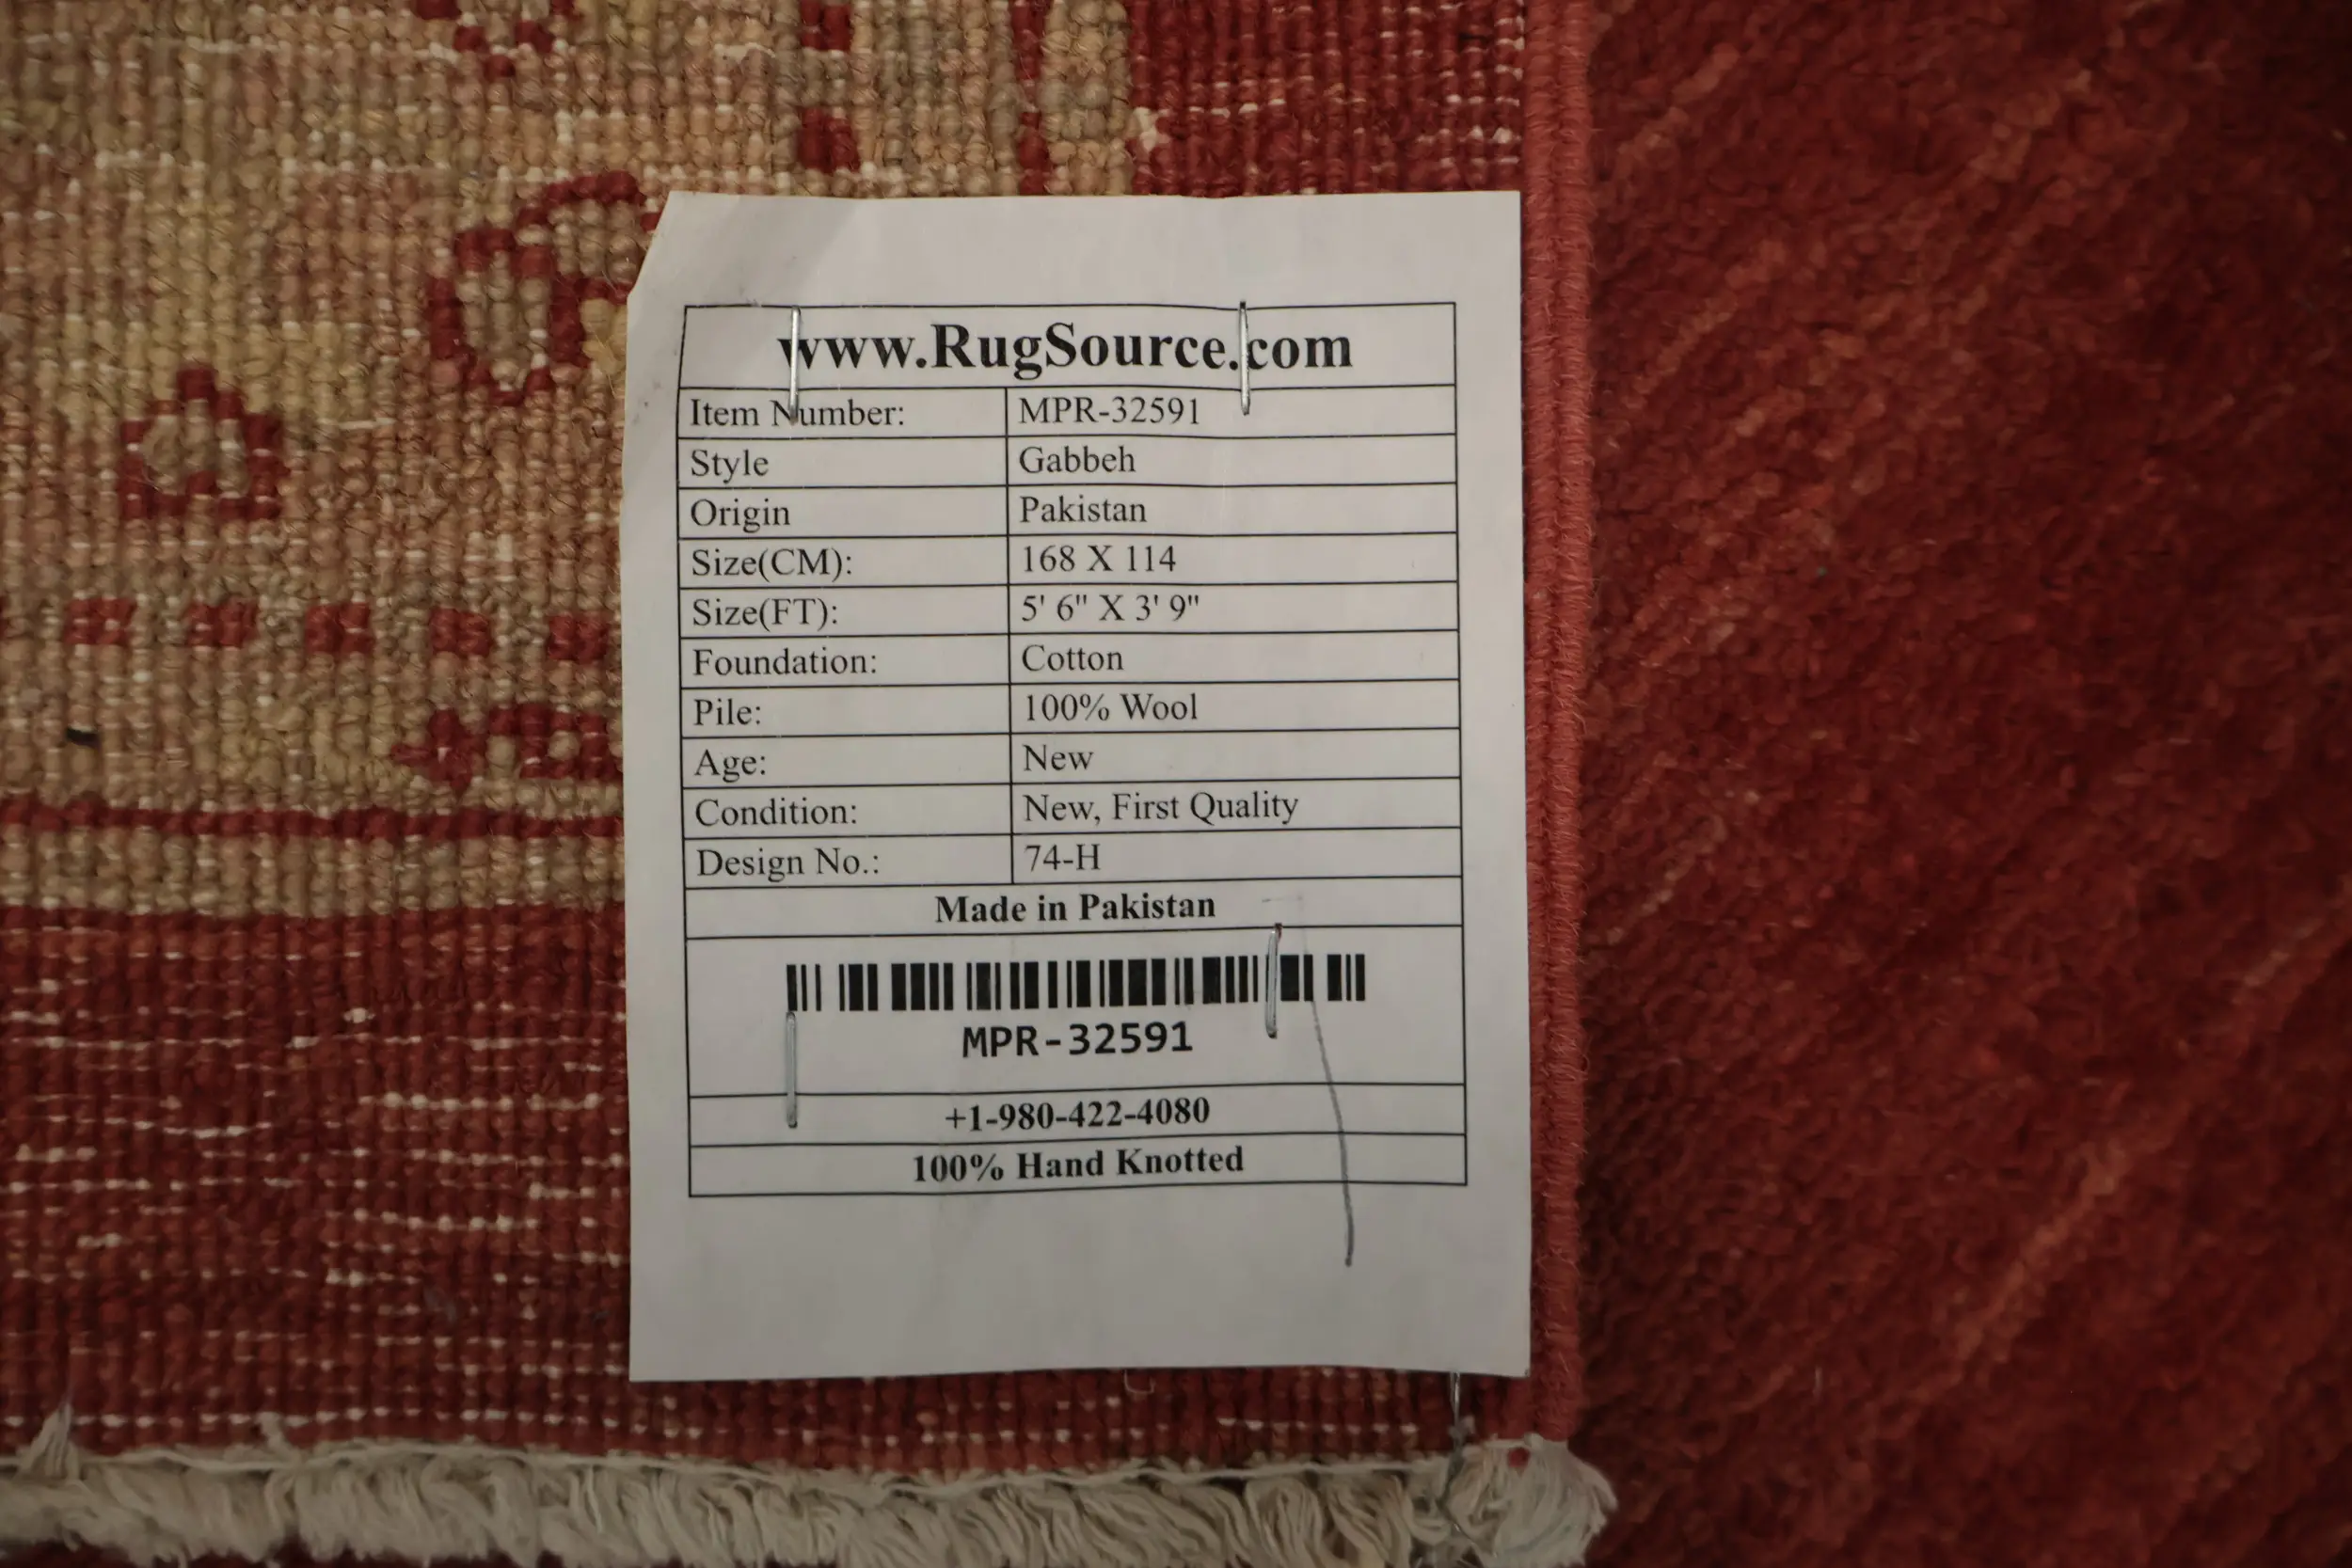 www.RugSource.com
Item Number: MPR-32591
Style Gabbeh
Origin Pakistan
Size(CM): 168 X 114
Size(FT): 5' 6" X 3' 9"
Foundation: Cotton
Pile: 100% Wool
Age: New
Condition: New, First Quality
Design No.: 74-H
Made in Pakistan
MPR-32591
+1-980-422-4080
100% Hand Knotted